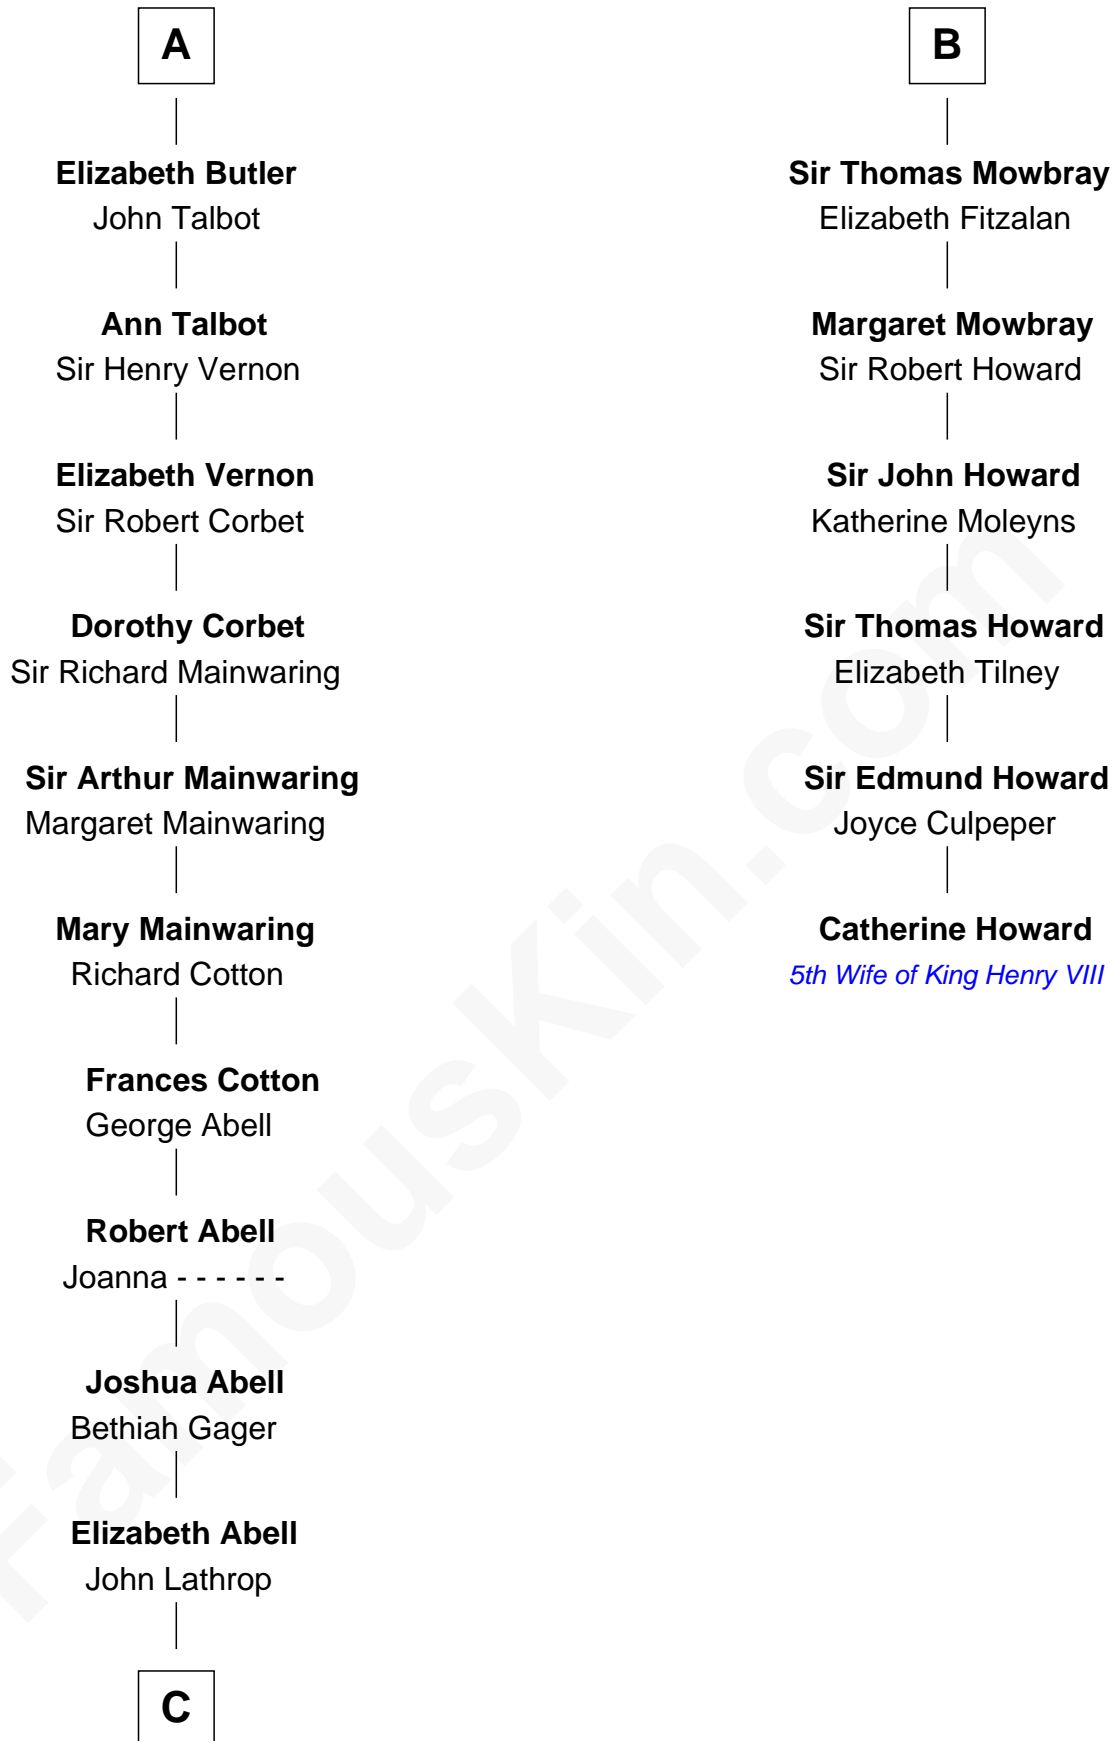 A
Elizabeth Butler
John Talbot
Ann Talbot
Sir Henry Vernon
Elizabeth Vernon
Sir Robert Corbet
Dorothy Corbet
Sir Richard Mainwaring
Sir Arthur Mainwaring
Margaret Mainwaring
Mary Mainwaring
Richard Cotton
Frances Cotton
George Abell
Robert Abell
Joanna - - - - - -
Joshua Abell
Bethiah Gager
Elizabeth Abell
John Lathrop
C
B
Sir Thomas Mowbray
Elizabeth Fitzalan
Margaret Mowbray
Sir Robert Howard
Sir John Howard
Katherine Moleyns
Sir Thomas Howard
Elizabeth Tilney
Sir Edmund Howard
Joyce Culpeper
Catherine Howard
5th Wife of King Henry VIII
FamousKin.com